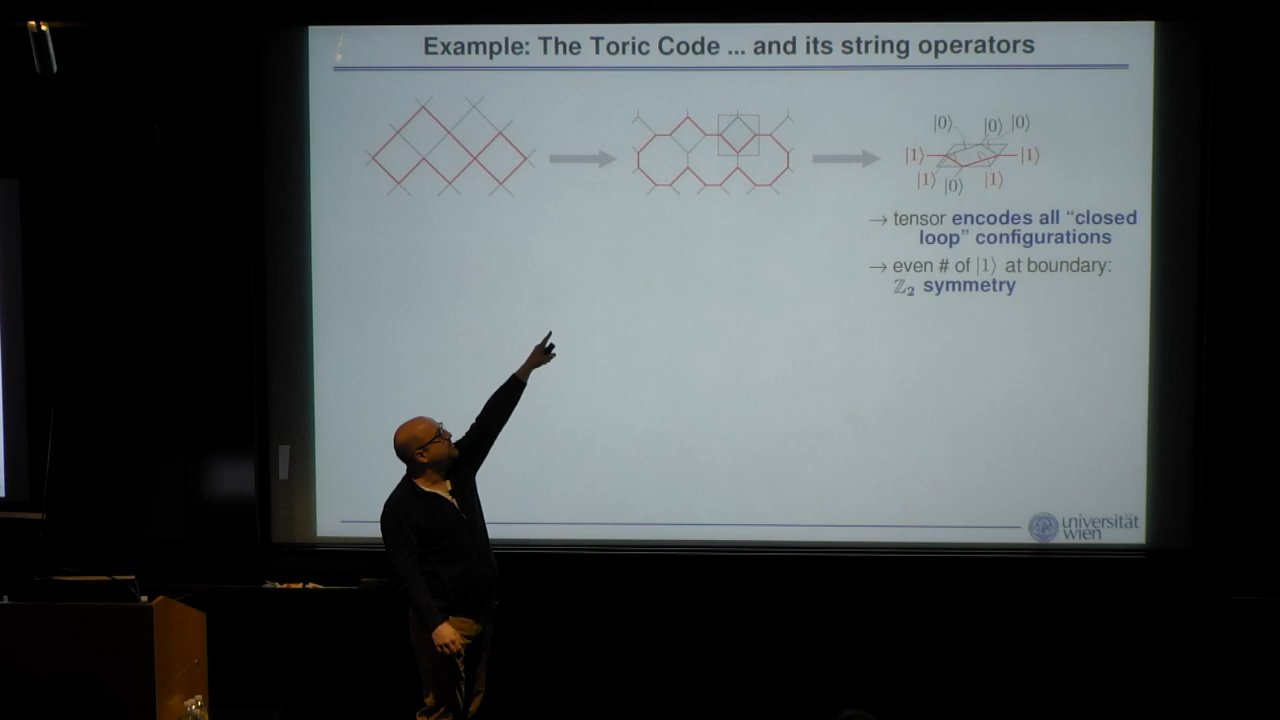 Example: The Toric Code ... and its string operators
|0⟩ |0⟩ |0⟩
|1⟩ |1⟩
|1⟩ |0⟩ |1⟩
→ tensor encodes all “closed
loop” configurations
→ even # of |1⟩ at boundary:
ℤ₂ symmetry
universität
wien